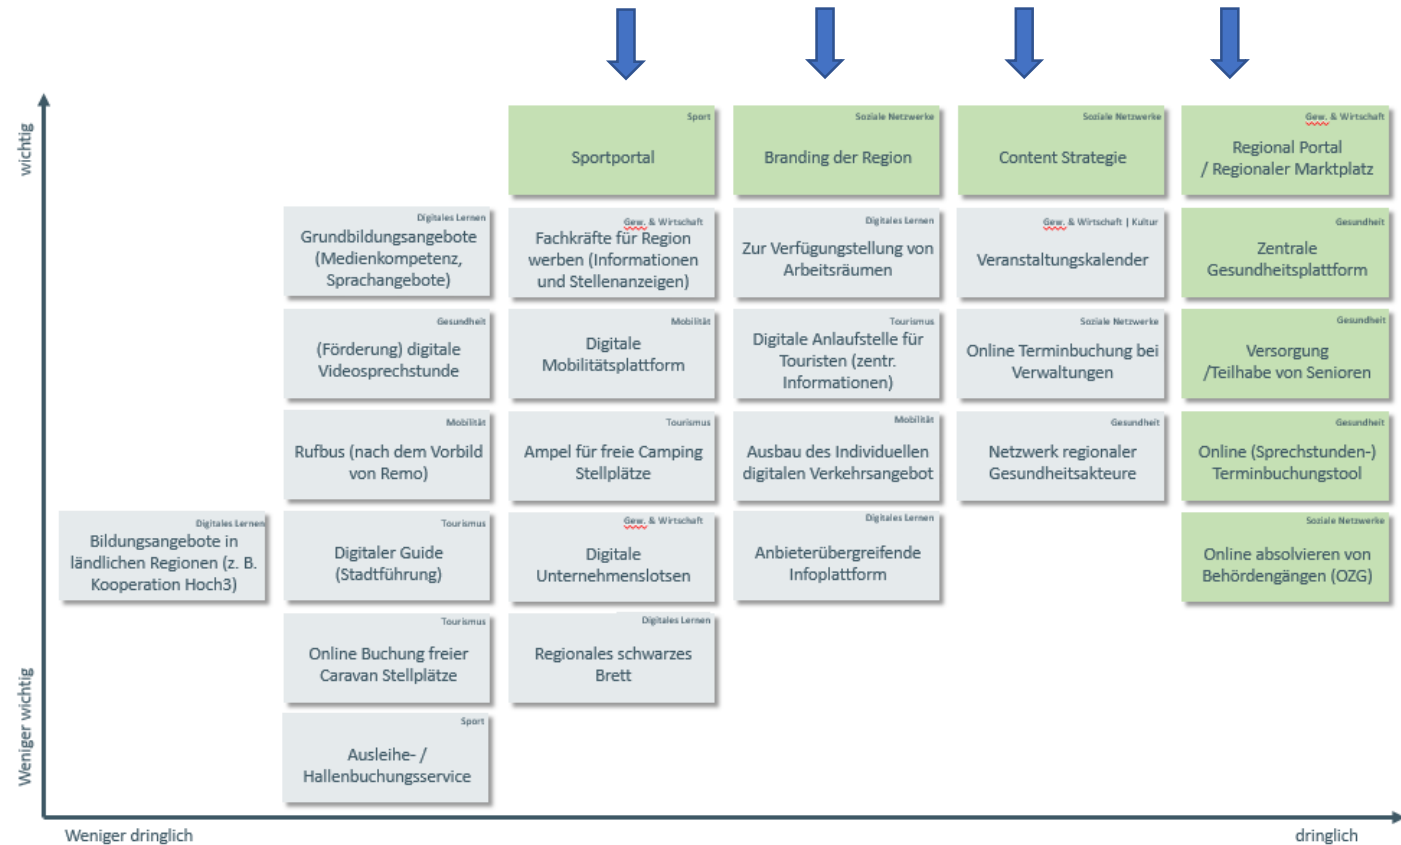 wichtig
Sport
Sportportal
Soziale Netzwerke
Branding der Region
Soziale Netzwerke
Content Strategie
Gew. & Wirtschaft
Regional Portal
/ Regionaler Marktplatz
Digitales Lernen
Grundbildungsangebote
(Medienkompetenz,
Sprachangebote)
Gew. & Wirtschaft
Fachkräfte für Region
werben (Informationen
und Stellenanzeigen)
Digitales Lernen
Zur Verfügungstellung von
Arbeitsräumen
Gew. & Wirtschaft | Kultur
Veranstaltungskalender
Gesundheit
Zentrale
Gesundheitsplattform
Gesundheit
(Förderung) digitale
Videosprechstunde
Mobilität
Digitale
Mobilitätsplattform
Tourismus
Digitale Anlaufstelle für
Touristen (zentr.
Informationen)
Soziale Netzwerke
Online Terminbuchung bei
Verwaltungen
Gesundheit
Versorgung
/Teilhabe von Senioren
Mobilität
Rufbus (nach dem Vorbild
von Remo)
Tourismus
Ampel für freie Camping
Stellplätze
Mobilität
Ausbau des Individuellen
digitalen Verkehrsangebot
Gesundheit
Netzwerk regionaler
Gesundheitsakteure
Gesundheit
Online (Sprechstunden-)
Terminbuchungstool
Digitales Lernen
Bildungsangebote in
ländlichen Regionen (z. B.
Kooperation Hoch3)
Tourismus
Digitaler Guide
(Stadtführung)
Gew. & Wirtschaft
Digitale
Unternehmenslotsen
Digitales Lernen
Anbieterübergreifende
Infoplattform
Soziale Netzwerke
Online absolvieren von
Behördengängen (OZG)
Tourismus
Online Buchung freier
Caravan Stellplätze
Digitales Lernen
Regionales schwarzes
Brett
Weniger wichtig
Sport
Ausleihe- /
Hallenbuchungsservice
Weniger dringlich
dringlich